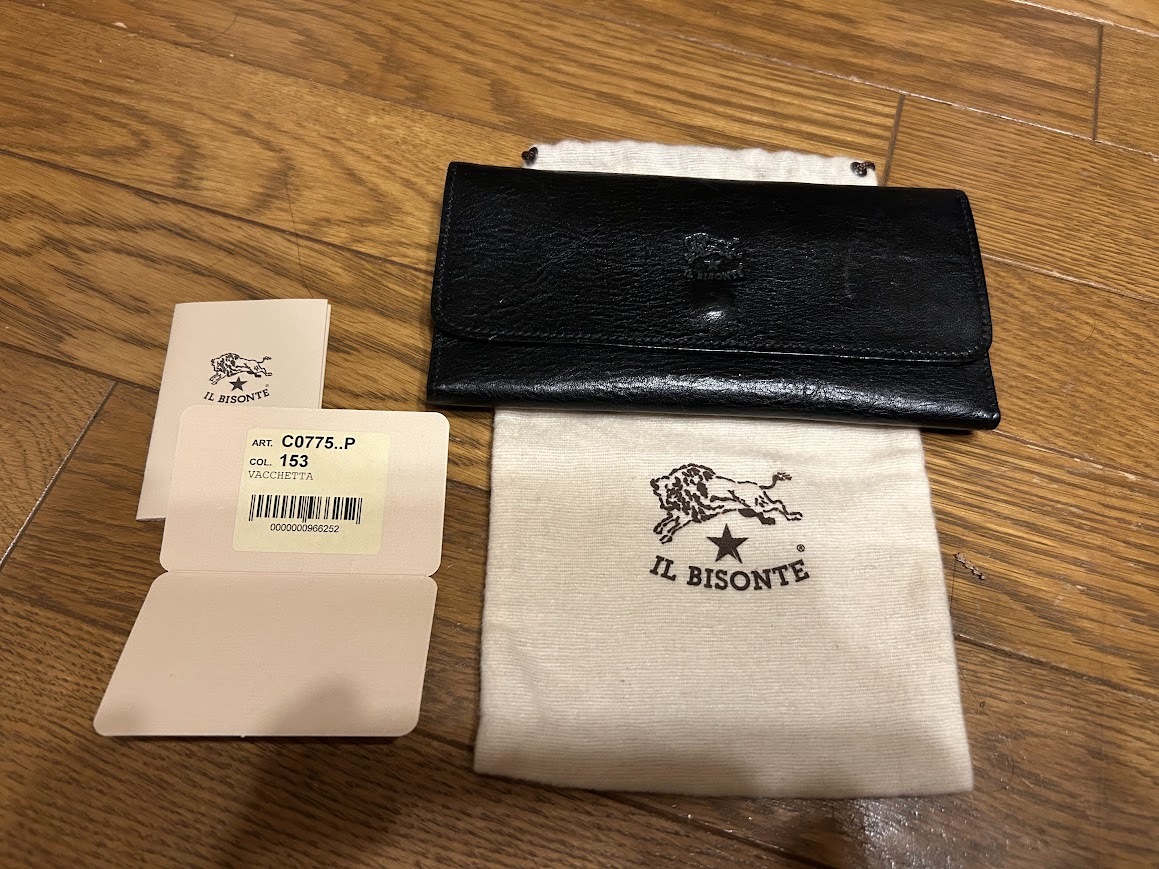 IL BISONTE
IL BISONTE
®
ART. C0775..P
COL. 153
VACCHETTA
0000000966252
®
IL BISONTE